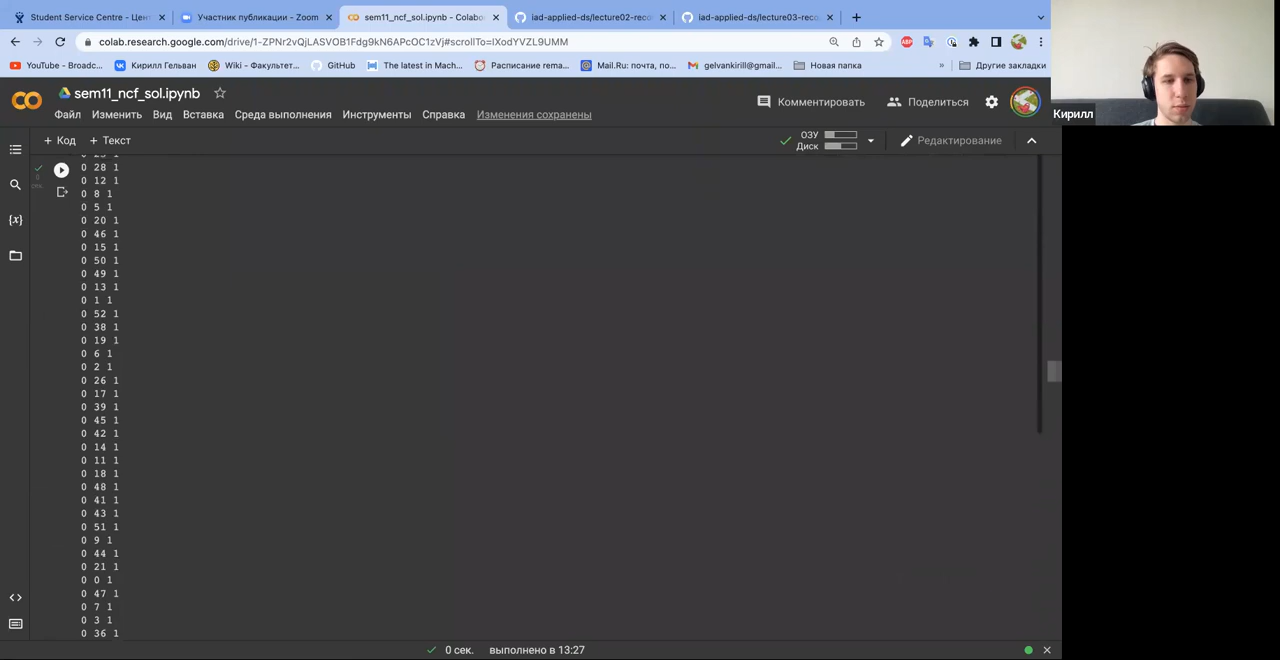 Student Service Centre - Цент
Участник публикации - Zoom
sem11_ncf_sol.ipynb - Colabo
iad-applied-ds/lecture02-reco
iad-applied-ds/lecture03-reco
colab.research.google.com/drive/1-ZPNr2vQjLASVOB1Fdg9kN6APcOC1zVj#scrollTo=lXodYVZL9UMM
YouTube - Broadc...
Кирилл Гельван
Wiki - Факультет...
GitHub
The latest in Mach...
Расписание rema...
Mail.Ru: почта, по...
gelvankirill@gmail....
Новая папка
»
Другие закладки
sem11_ncf_sol.ipynb
Файл Изменить Вид Вставка Среда выполнения Инструменты Справка Изменения сохранены
Комментировать
Поделиться
Кирилл
+ Код + Текст
ОЗУ
Диск
Редактирование
0 28 1
0 12 1
0 8 1
0 5 1
0 20 1
0 46 1
0 15 1
0 50 1
0 49 1
0 13 1
0 1 1
0 52 1
0 38 1
0 19 1
0 6 1
0 2 1
0 26 1
0 17 1
0 39 1
0 45 1
0 42 1
0 14 1
0 11 1
0 18 1
0 48 1
0 41 1
0 43 1
0 51 1
0 9 1
0 44 1
0 21 1
0 0 1
0 47 1
0 7 1
0 3 1
0 36 1
0 сек. выполнено в 13:27